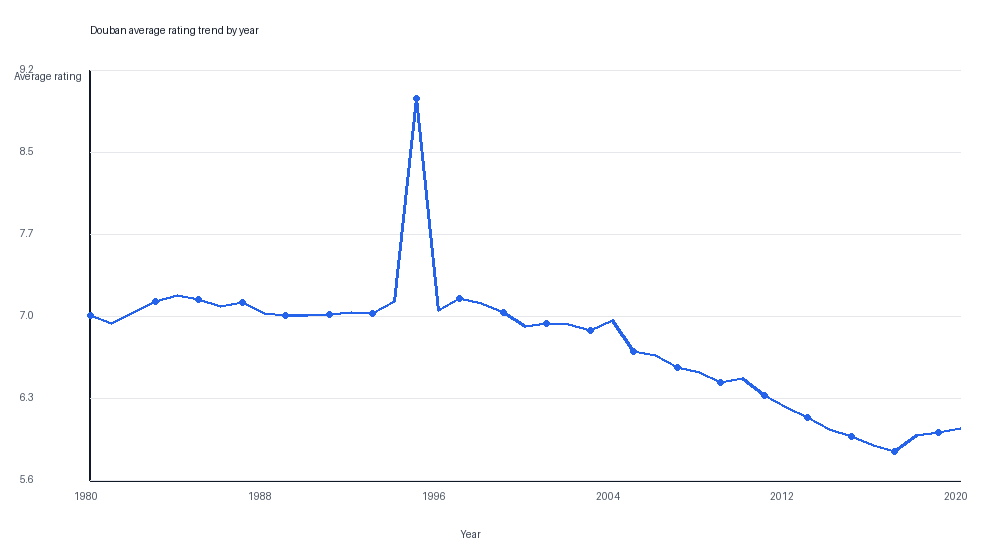 Douban average rating trend by year
9.2
Average rating
8.5
7.7
7.0
6.3
5.6
1980 1988 1996 2004 2012 2020
Year